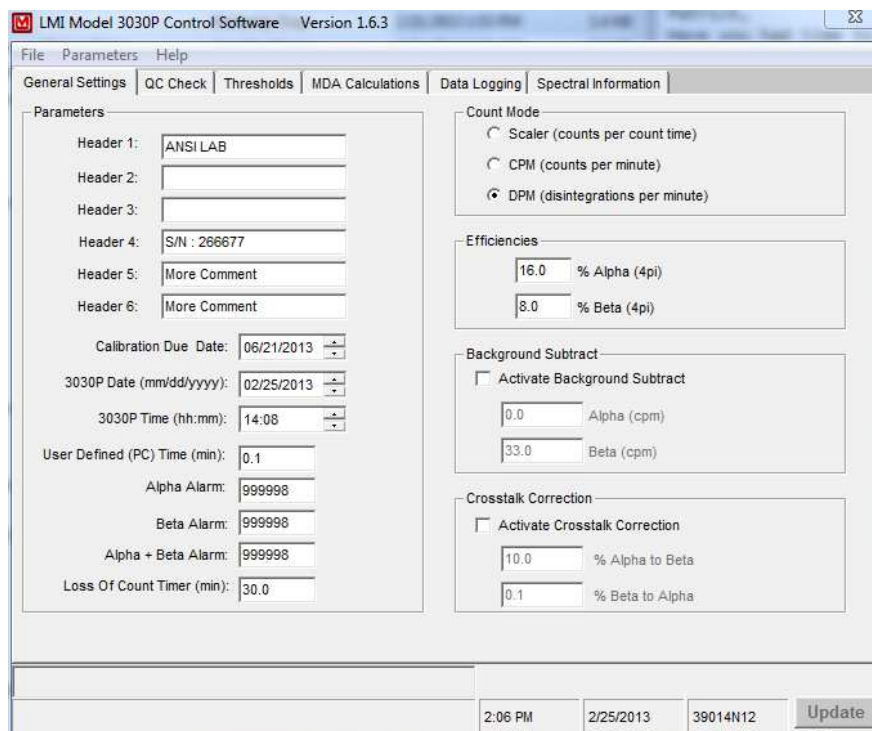 LMI Model 3030P Control Software Version 1.6.3
File Parameters Help
General Settings QC Check Thresholds MDA Calculations Data Logging Spectral Information
Parameters
Header 1: ANSI LAB
Header 2:
Header 3:
Header 4: S/N : 266677
Header 5: More Comment
Header 6: More Comment
Calibration Due Date: 06/21/2013
3030P Date (mm/dd/yyyy): 02/25/2013
3030P Time (hh:mm): 14:08
User Defined (PC) Time (min): 0.1
Alpha Alarm: 999998
Beta Alarm: 999998
Alpha + Beta Alarm: 999998
Loss Of Count Timer (min): 30.0
Count Mode
Scaler (counts per count time)
CPM (counts per minute)
DPM (disintegrations per minute)
Efficiencies
16.0 % Alpha (4pi)
8.0 % Beta (4pi)
Background Subtract
Activate Background Subtract
0.0 Alpha (cpm)
33.0 Beta (cpm)
Crosstalk Correction
Activate Crosstalk Correction
10.0 % Alpha to Beta
0.1 % Beta to Alpha
2:06 PM 2/25/2013 39014N12 Update